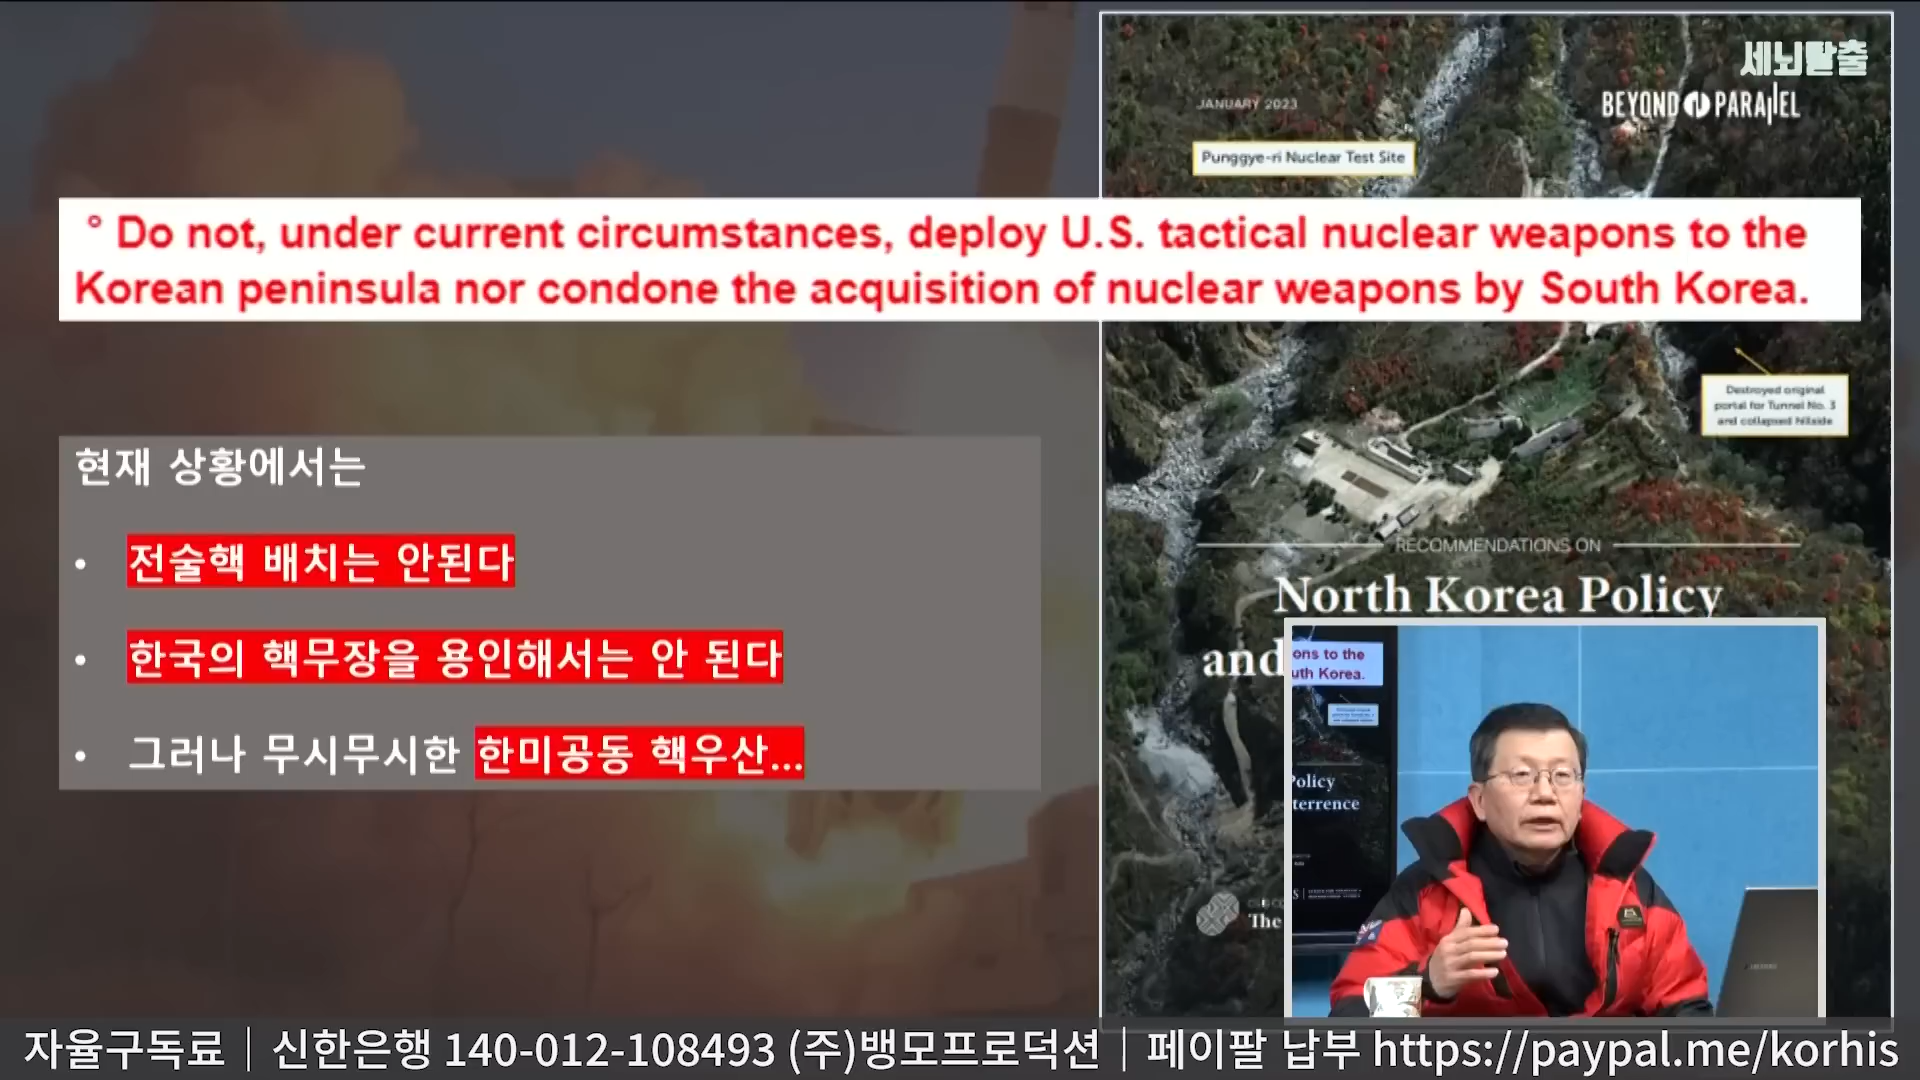 세뇌탈출
JANUARY 2023
BEYOND PARALLEL
Punggye-ri Nuclear Test Site
° Do not, under current circumstances, deploy U.S. tactical nuclear weapons to the
Korean peninsula nor condone the acquisition of nuclear weapons by South Korea.
Destroyed original
portal for Tunnel No. 3
and collapsed hillside
현재 상황에서는
• 전술핵 배치는 안된다
• 한국의 핵무장을 용인해서는 안 된다
• 그러나 무시무시한 한미공동 핵우산...
RECOMMENDATIONS ON
North Korea Policy
and
ons to the
uth Korea.
Policy
terrence
The
자율구독료│신한은행 140-012-108493 (주)뱅모프로덕션│페이팔 납부 https://paypal.me/korhis